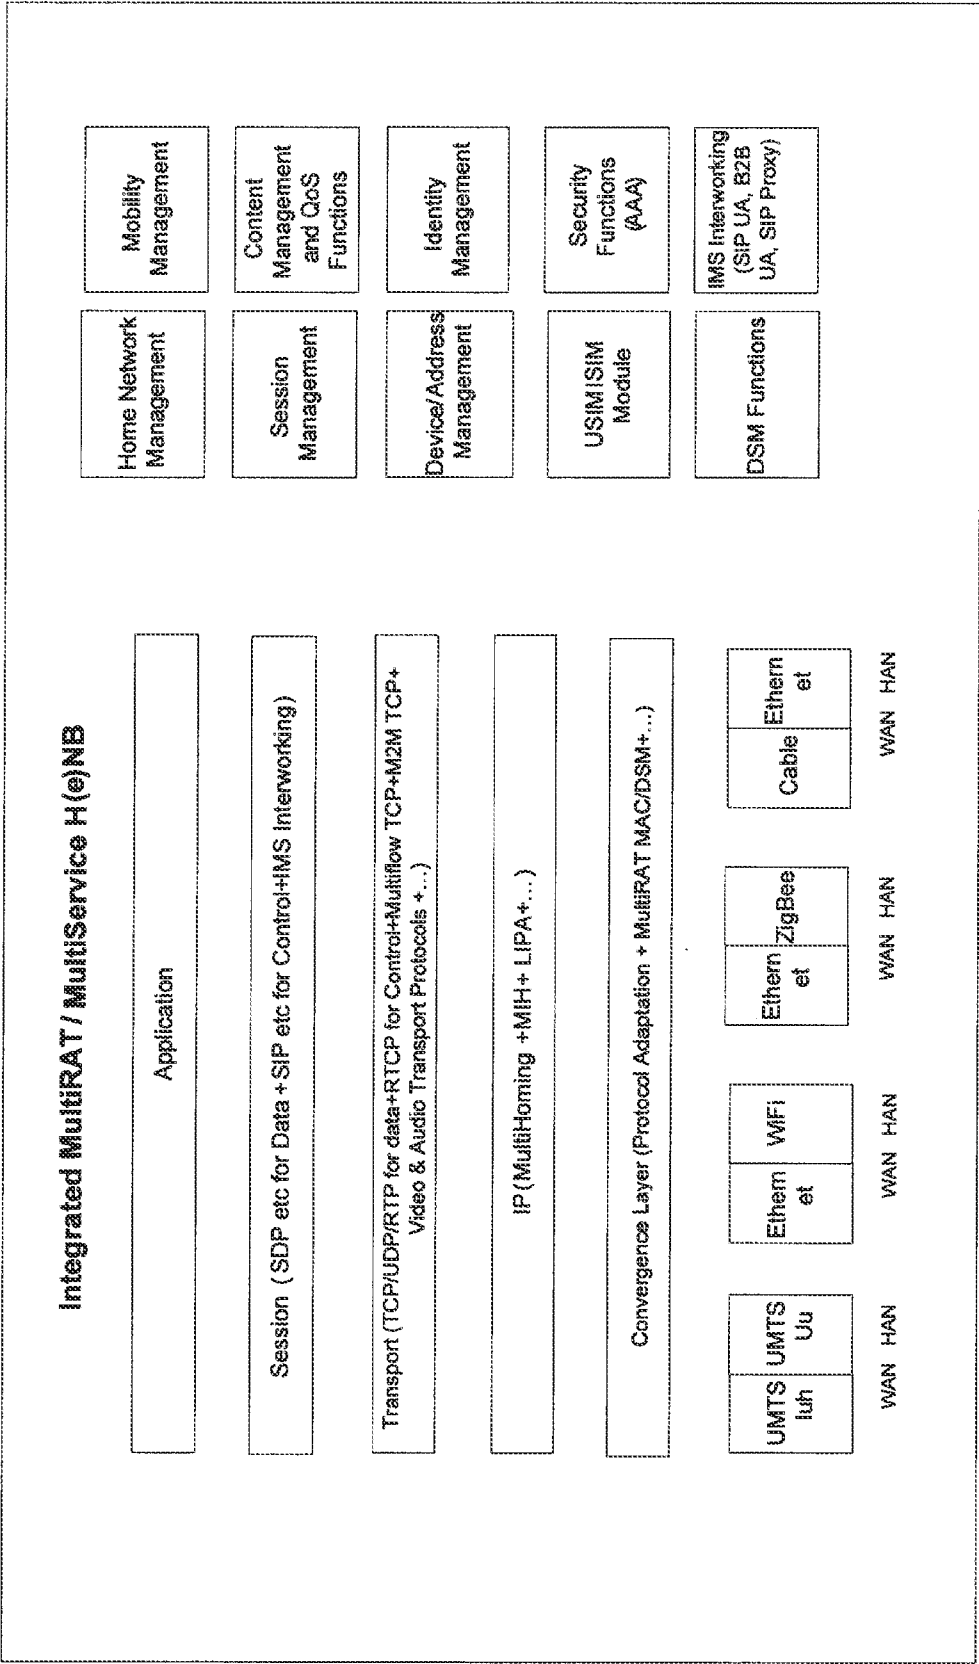 Integrated MultiRAT / MultiService H(e)NB
Application
Session ( SDP etc for Data + SIP etc for Control+IMS Interworking)
Transport (TCP/UDP/RTP for data+RTCP for Control+Multiflow TCP+M2M TCP+
Video & Audio Transport Protocols +...)
IP (MultiHoming +MIH+ LIPA+...)
Convergence Layer (Protocol Adaptation + MultiRAT MAC/DSM+...)
UMTS
Iuh
UMTS
Uu
WAN HAN
Ethern
et
WiFi
WAN HAN
Ethern
et
ZigBee
WAN HAN
Cable
Ethern
et
WAN HAN
Home Network
Management
Mobility
Management
Session
Management
Content
Management
and QoS
Functions
Device/Address
Management
Identity
Management
USIM/ISIM
Module
Security
Functions
(AAA)
DSM Functions
IMS Interworking
(SIP UA, B2B
UA, SIP Proxy)